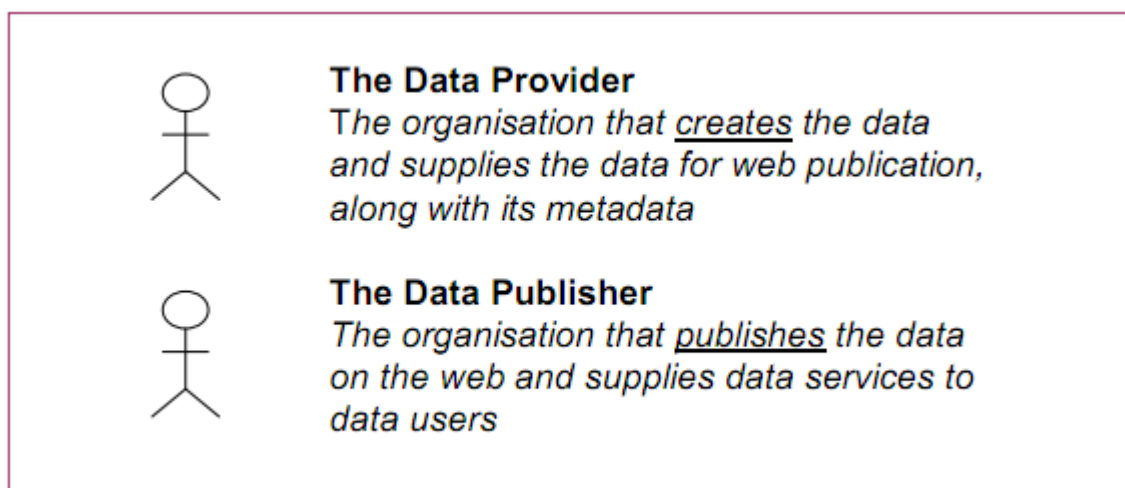 The Data Provider
The organisation that creates the data
and supplies the data for web publication,
along with its metadata
The Data Publisher
The organisation that publishes the data
on the web and supplies data services to
data users